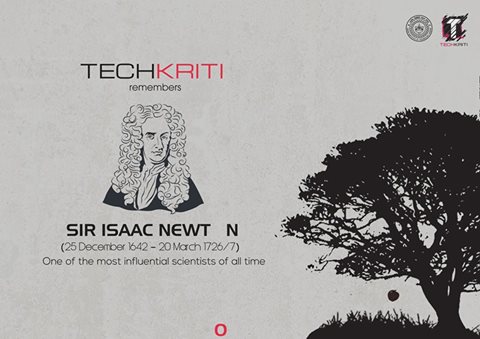 TECHKRITI
TECHKRITI
remembers
SIR ISAAC NEWT N
(25 December 1642 – 20 March 1726/7)
One of the most influential scientists of all time
O